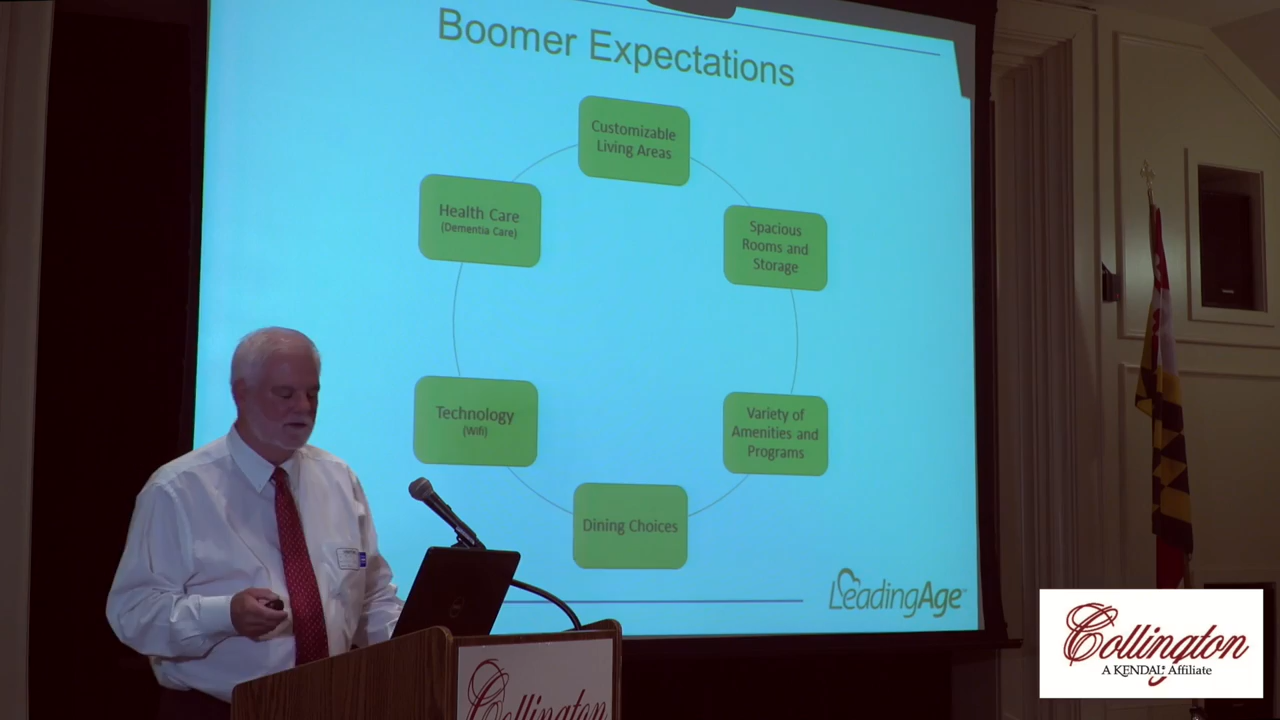 Boomer Expectations
Customizable
Living Areas
Health Care
(Dementia Care)
Spacious
Rooms and
Storage
Technology
(Wifi)
Variety of
Amenities and
Programs
Dining Choices
LeadingAge
Collington
A KENDAL Affiliate
Collington
DELL